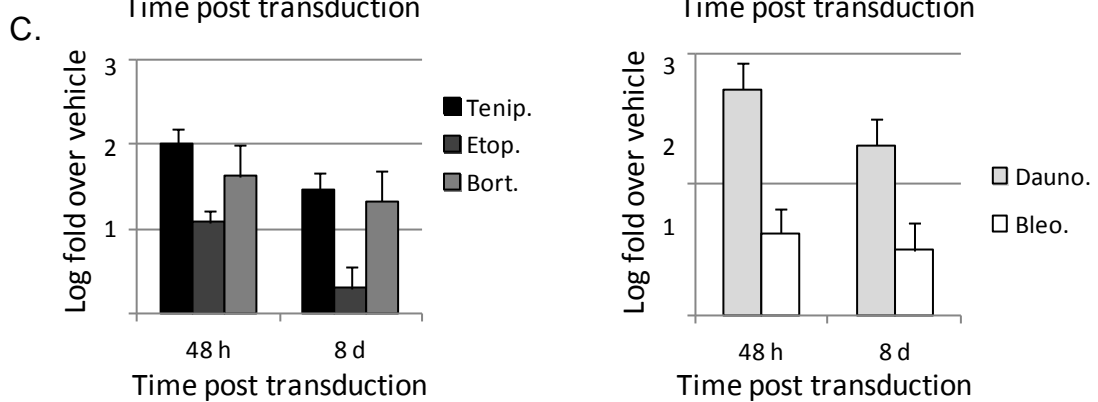 Time post transduction
Time post transduction
C.
Log fold over vehicle
3
2
1
Tenip.
Etop.
Bort.
48 h
8 d
Time post transduction
Log fold over vehicle
3
2
1
Dauno.
Bleo.
48 h
8 d
Time post transduction